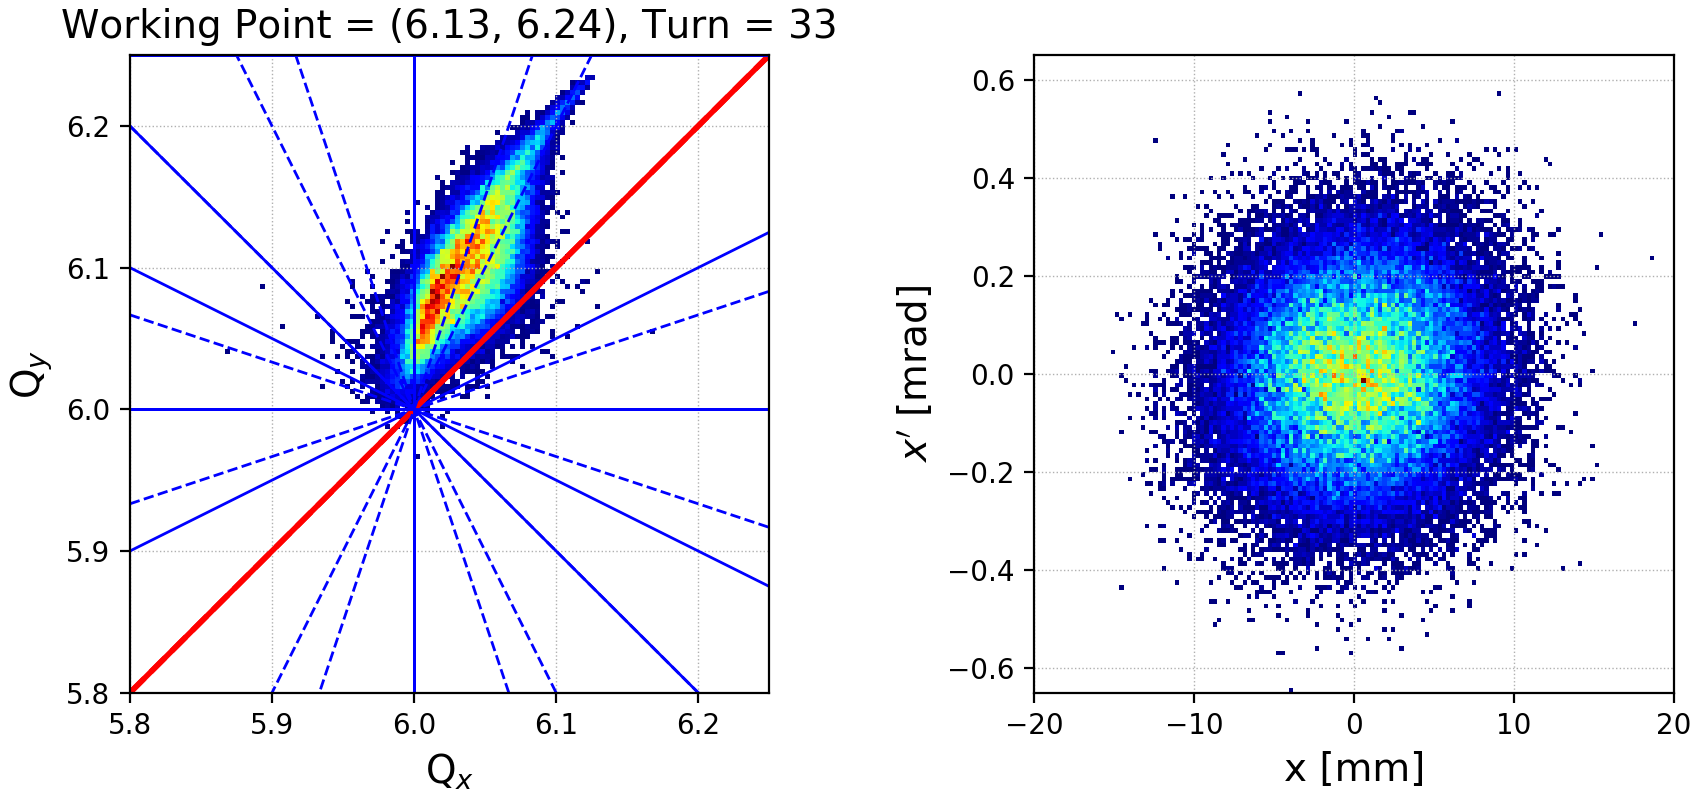 Working Point = (6.13, 6.24), Turn = 33
6.2
6.1
6.0
5.9
5.8
Qy
5.8 5.9 6.0 6.1 6.2
Qx
0.6
0.4
0.2
0.0
−0.2
−0.4
−0.6
x′ [mrad]
−20 −10 0 10 20
x [mm]